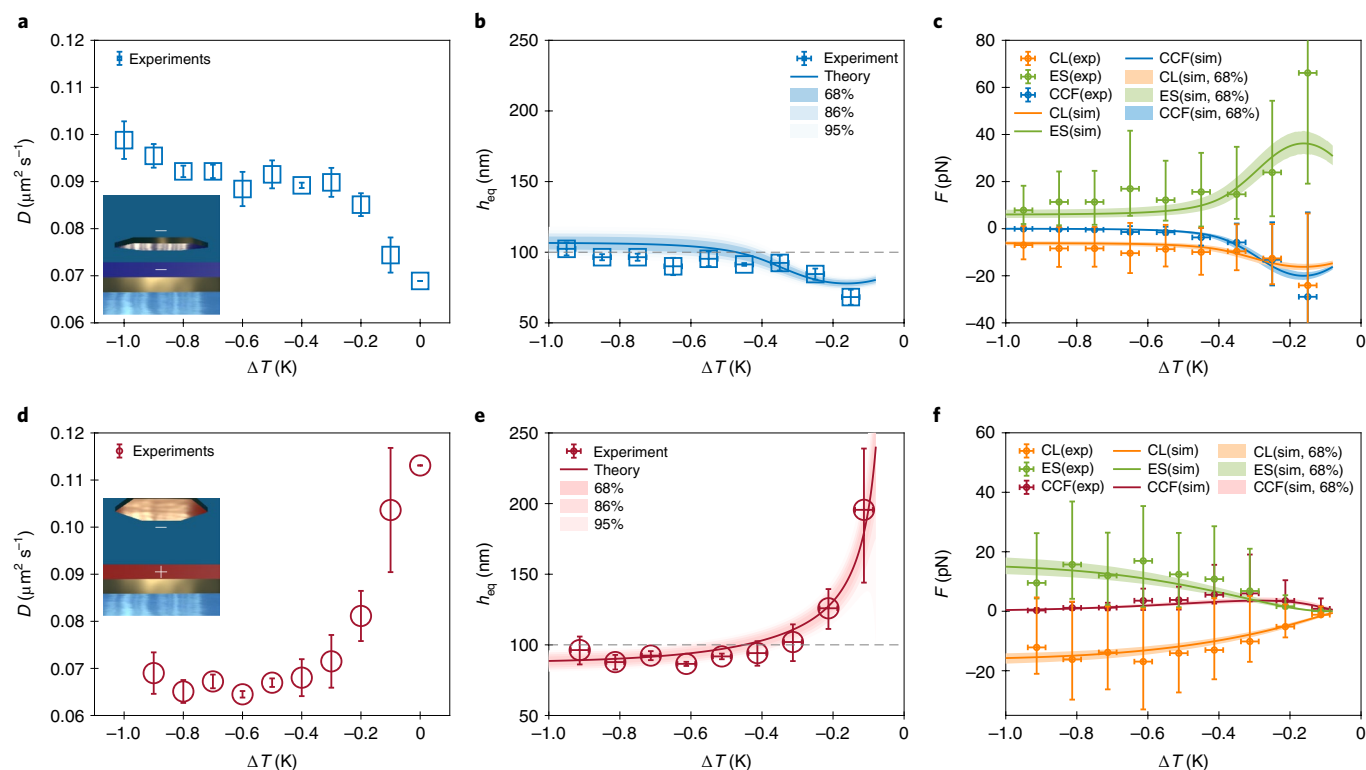 a
0.12
0.11
0.10
0.09
0.08
0.07
0.06
D (μm² s⁻¹)
Experiments
–
–
–1.0
–0.8
–0.6
–0.4
–0.2
0
ΔT (K)
b
250
200
150
100
50
h_eq (nm)
Experiment
Theory
68%
86%
95%
–1.0
–0.8
–0.6
–0.4
–0.2
0
ΔT (K)
c
80
60
40
20
0
–20
–40
F (pN)
CL(exp)
ES(exp)
CCF(exp)
CL(sim)
ES(sim)
CCF(sim)
CL(sim, 68%)
ES(sim, 68%)
CCF(sim, 68%)
–1.0
–0.8
–0.6
–0.4
–0.2
0
ΔT (K)
d
0.12
0.11
0.10
0.09
0.08
0.07
0.06
D (μm² s⁻¹)
Experiments
–
+
–1.0
–0.8
–0.6
–0.4
–0.2
0
ΔT (K)
e
250
200
150
100
50
h_eq (nm)
Experiment
Theory
68%
86%
95%
–1.0
–0.8
–0.6
–0.4
–0.2
0
ΔT (K)
f
60
40
20
0
–20
F (pN)
CL(exp)
ES(exp)
CCF(exp)
CL(sim)
ES(sim)
CCF(sim)
CL(sim, 68%)
ES(sim, 68%)
CCF(sim, 68%)
–1.0
–0.8
–0.6
–0.4
–0.2
0
ΔT (K)